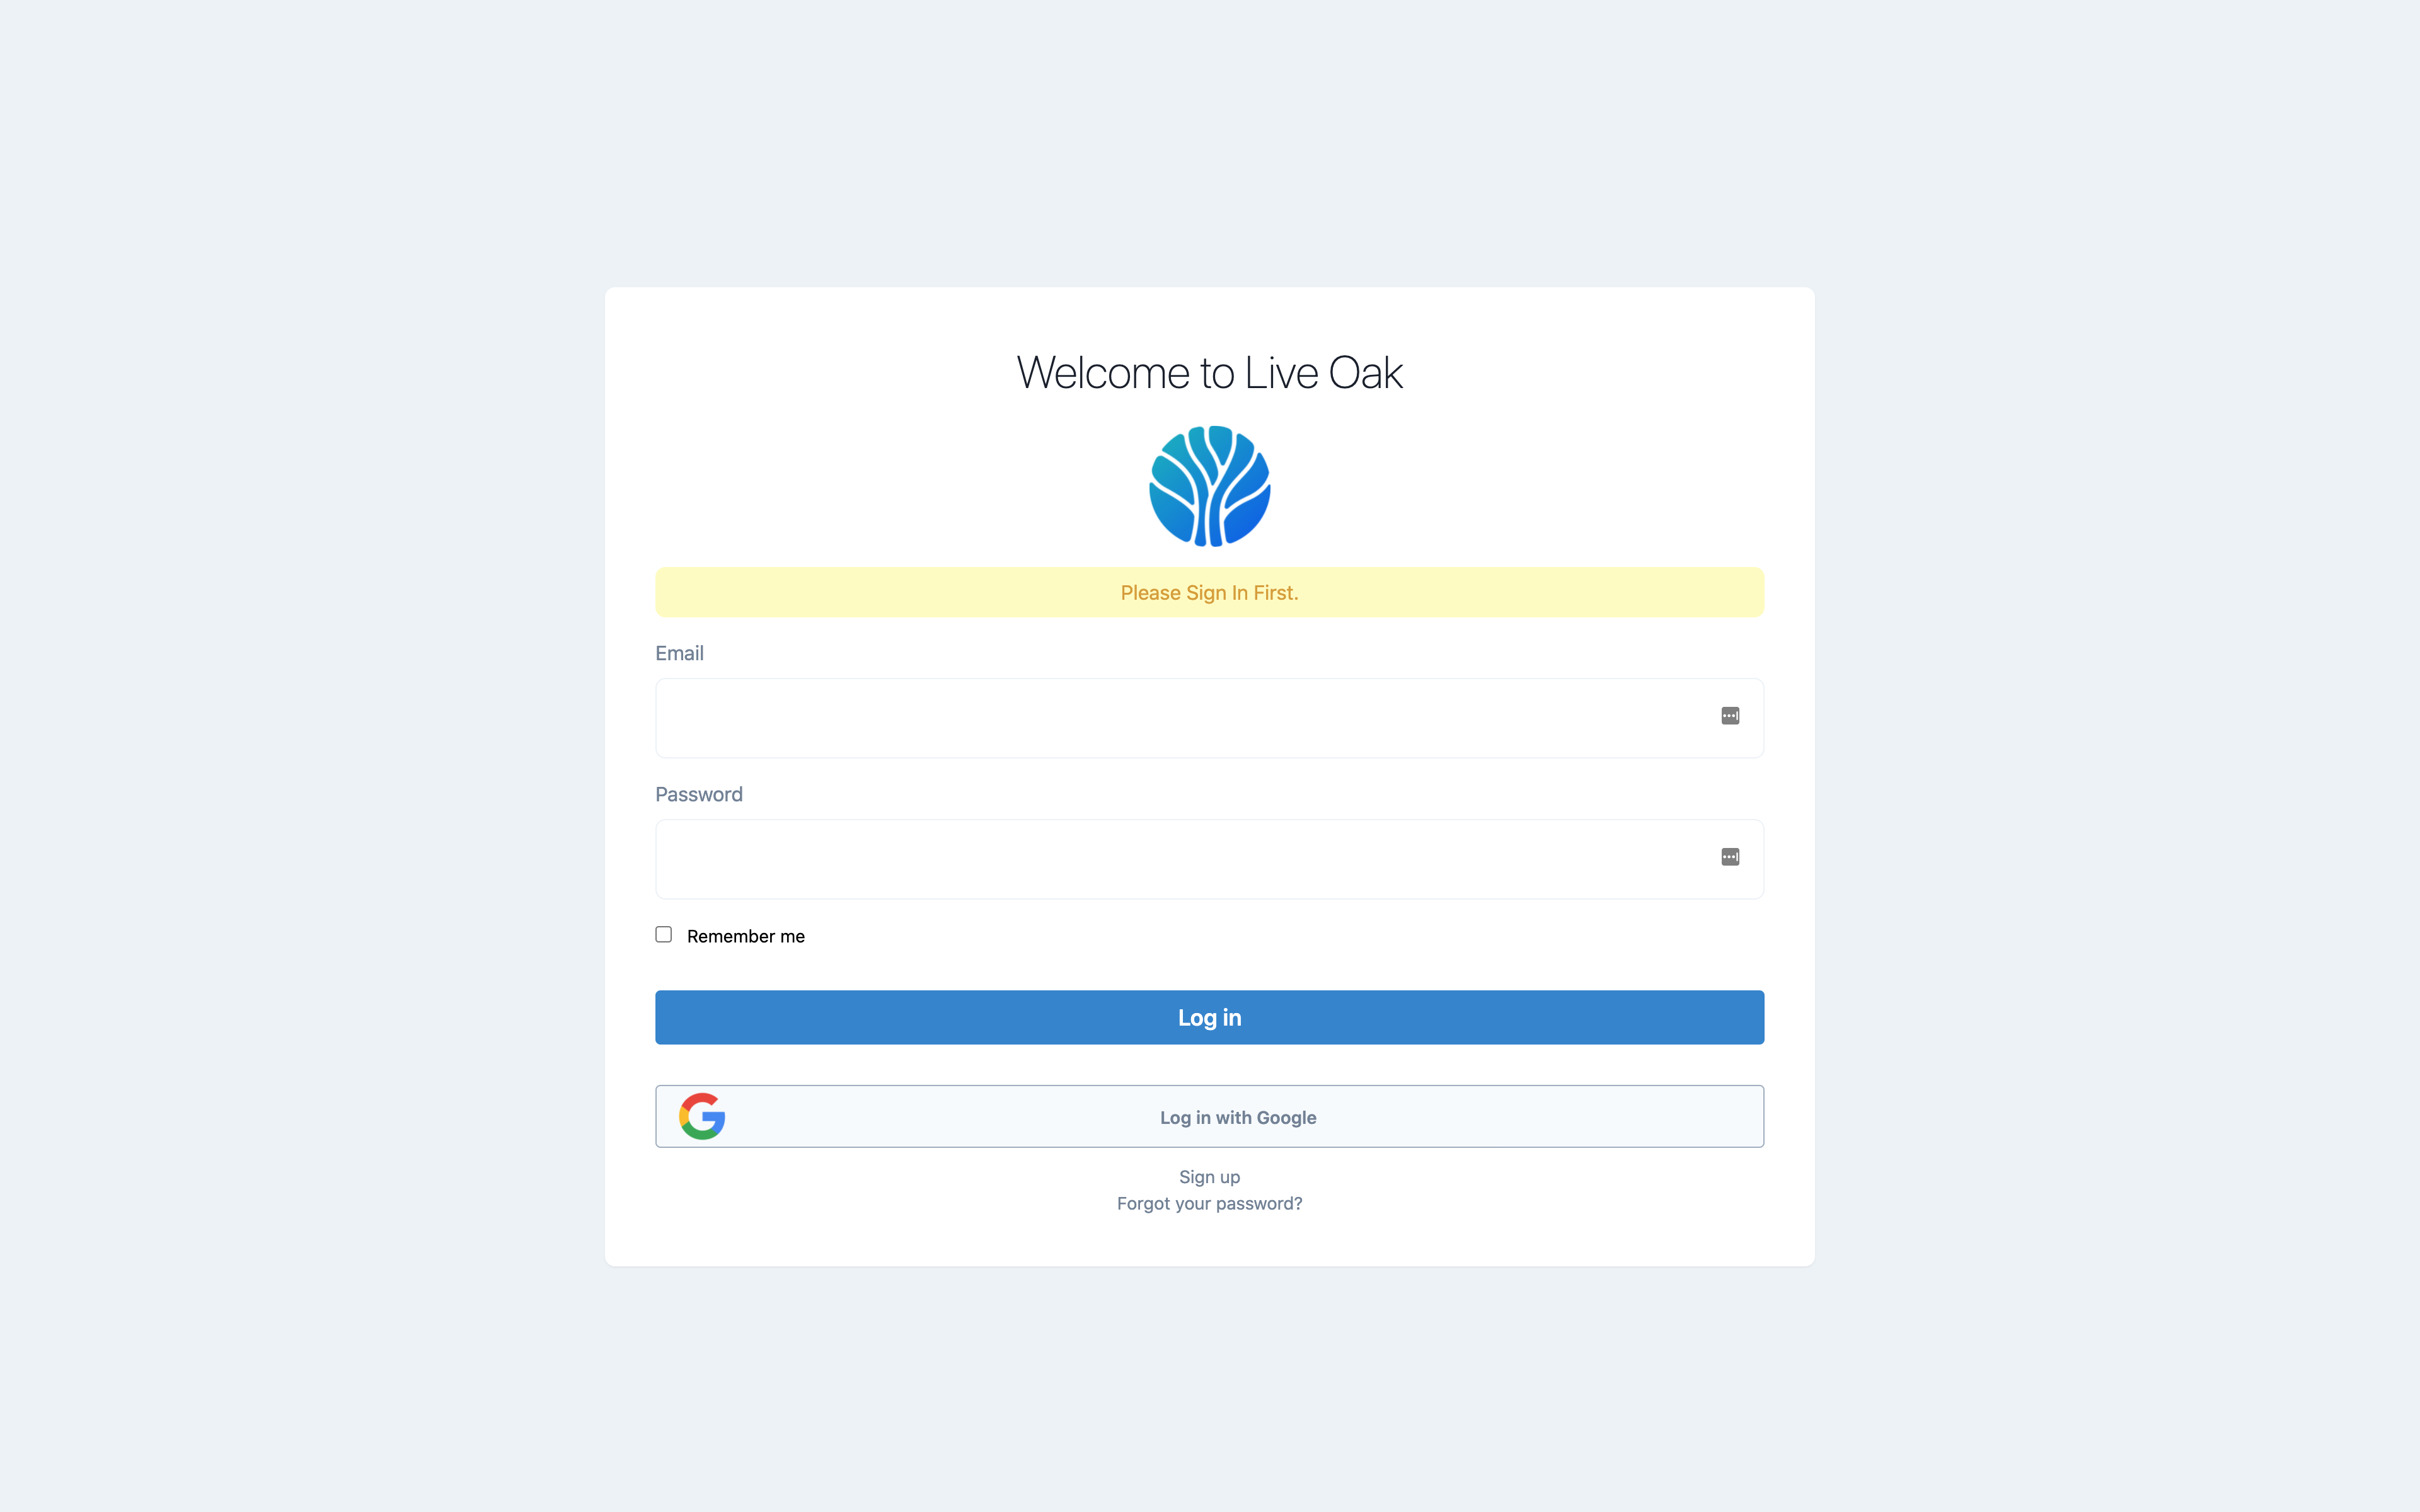 Welcome to Live Oak
Please Sign In First.
Email
Password
Remember me
Log in
Log in with Google
Sign up
Forgot your password?